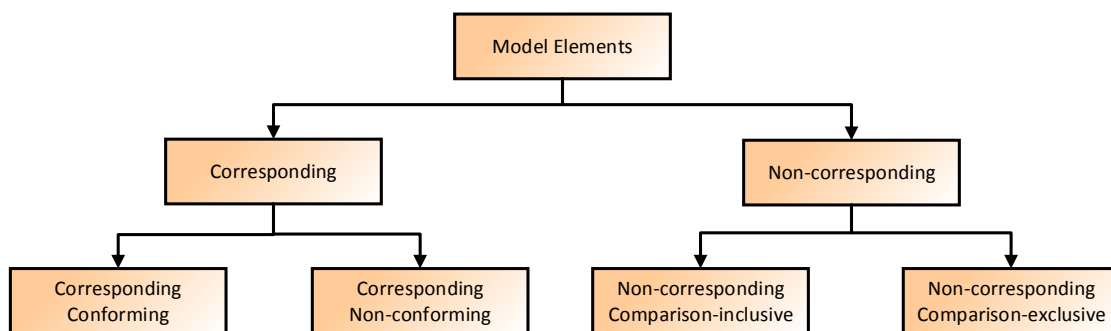 Model Elements
Corresponding
Non-corresponding
Corresponding
Conforming
Corresponding
Non-conforming
Non-corresponding
Comparison-inclusive
Non-corresponding
Comparison-exclusive